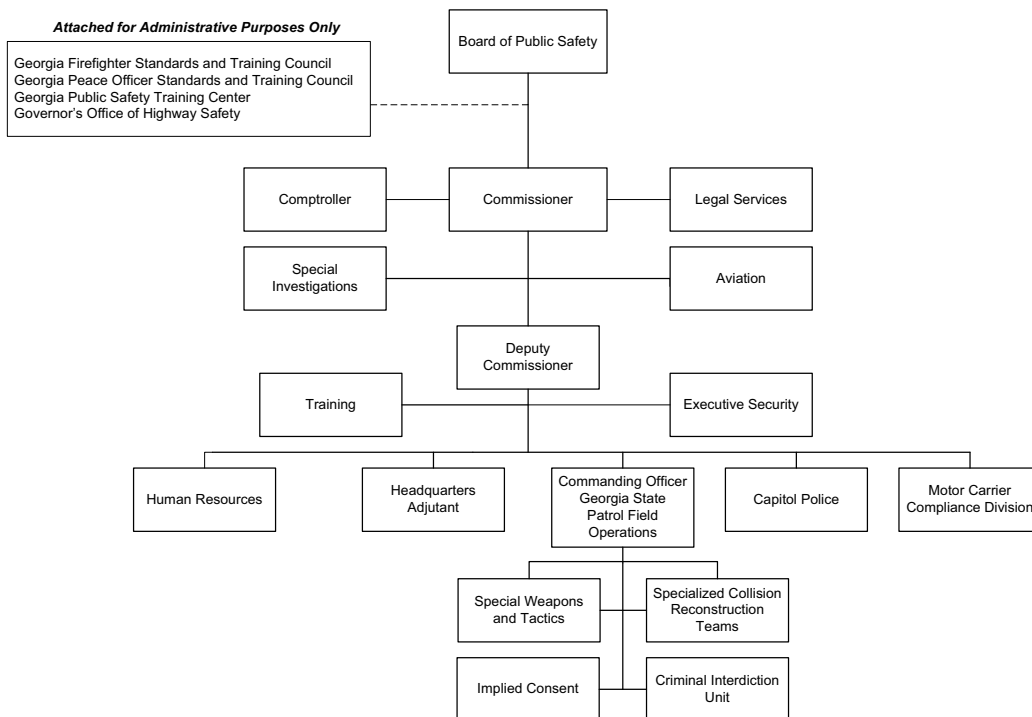 Attached for Administrative Purposes Only
Georgia Firefighter Standards and Training Council
Georgia Peace Officer Standards and Training Council
Georgia Public Safety Training Center
Governor's Office of Highway Safety
Board of Public Safety
Comptroller
Commissioner
Legal Services
Special
Investigations
Aviation
Deputy
Commissioner
Training
Executive Security
Human Resources
Headquarters
Adjutant
Commanding Officer
Georgia State
Patrol Field
Operations
Capitol Police
Motor Carrier
Compliance Division
Special Weapons
and Tactics
Specialized Collision
Reconstruction
Teams
Implied Consent
Criminal Interdiction
Unit